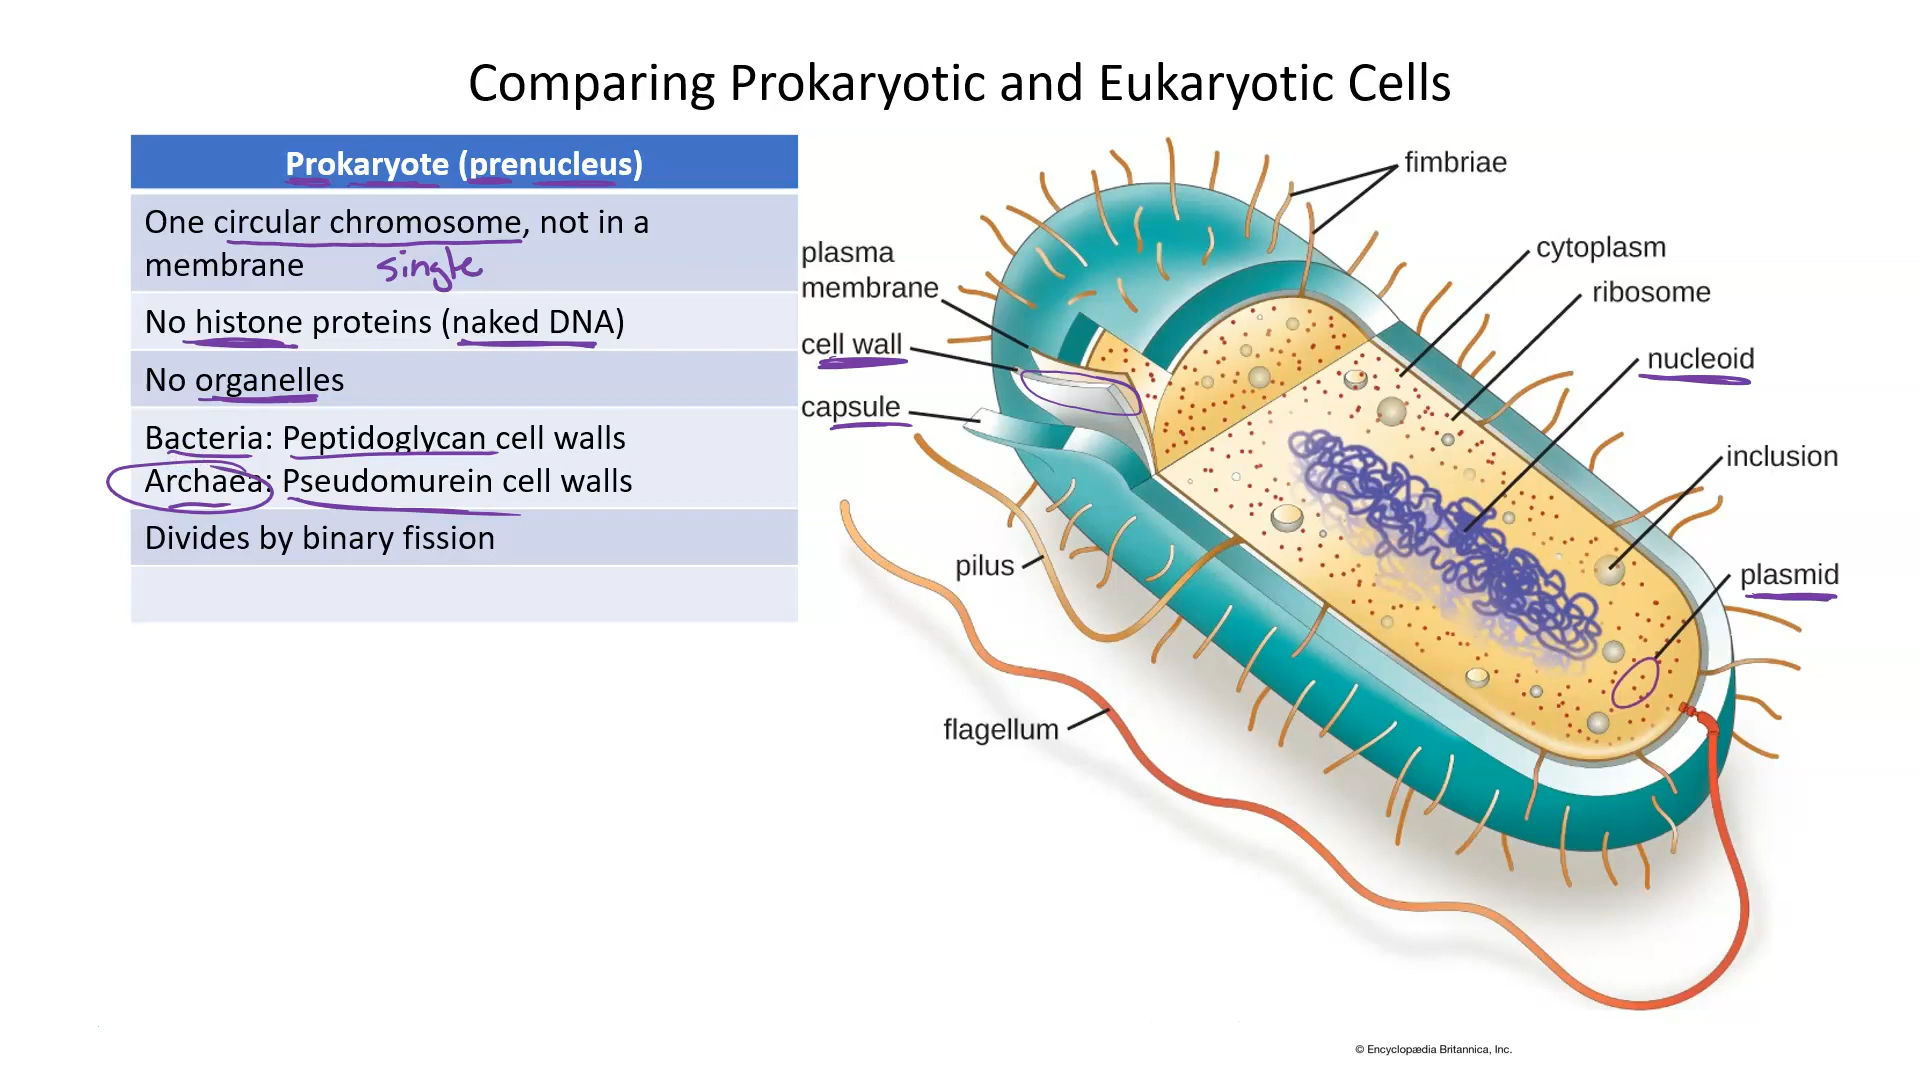 Comparing Prokaryotic and Eukaryotic Cells
Prokaryote (prenucleus)
One circular chromosome, not in a
membrane
single
No histone proteins (naked DNA)
No organelles
Bacteria: Peptidoglycan cell walls
Archaea: Pseudomurein cell walls
Divides by binary fission
fimbriae
plasma
membrane
cell wall
capsule
cytoplasm
ribosome
nucleoid
inclusion
plasmid
pilus
flagellum
© Encyclopædia Britannica, Inc.